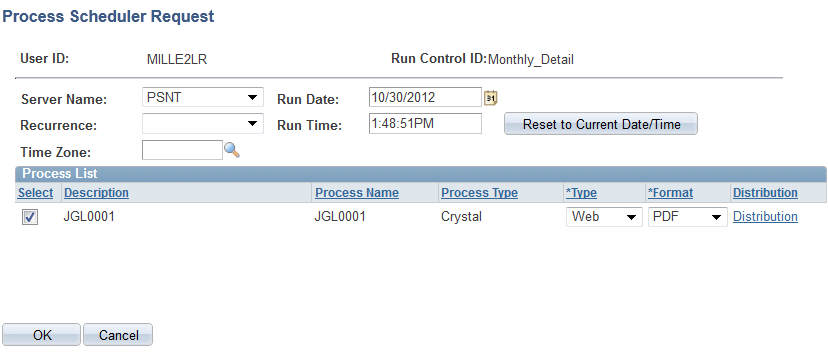 Process Scheduler Request
User ID: MILLE2LR Run Control ID: Monthly_Detail
Server Name: PSNT Run Date: 10/30/2012 31
Recurrence: Run Time: 1:48:51PM Reset to Current Date/Time
Time Zone:
Process List
Select Description Process Name Process Type *Type *Format Distribution
JGL0001 JGL0001 Crystal Web PDF Distribution
OK Cancel